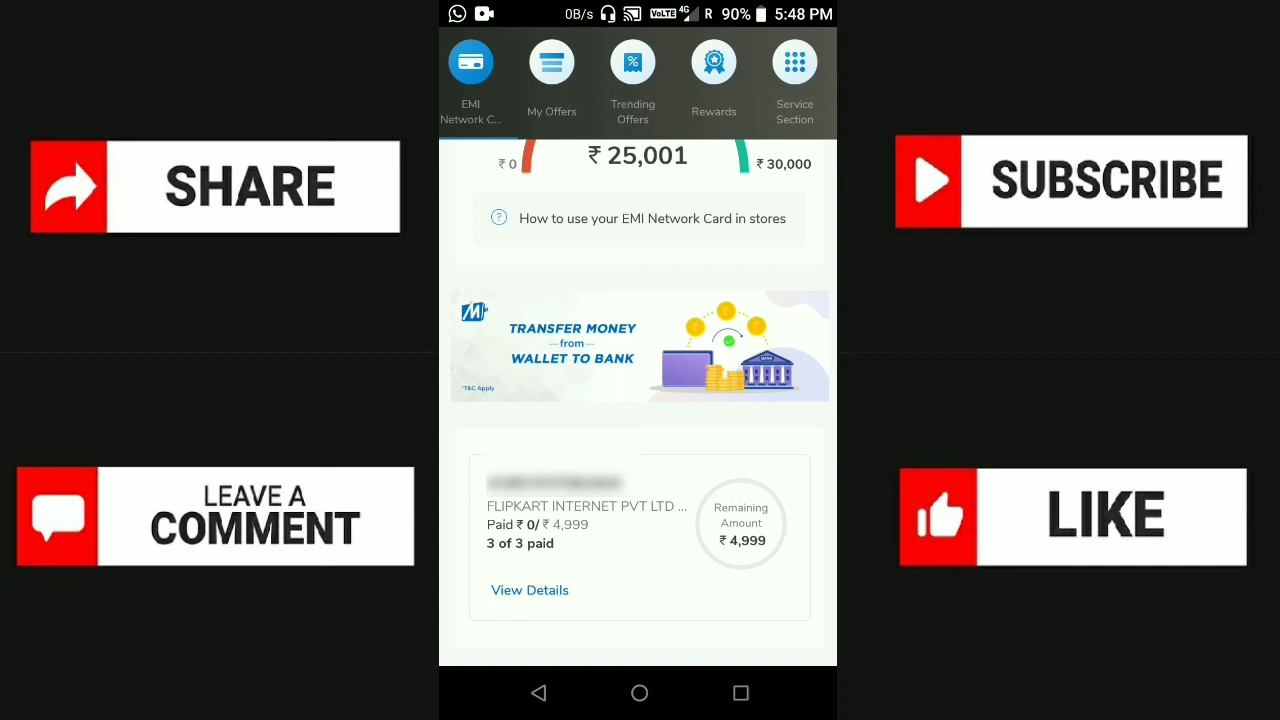 0B/s VoLTE 4G R 90% 5:48 PM
EMI
Network C...
My Offers
Trending
Offers
Rewards
Service
Section
₹ 0
₹ 25,001
₹ 30,000
? How to use your EMI Network Card in stores
TRANSFER MONEY
from
WALLET TO BANK
*T&C Apply
BANK
FLIPKART INTERNET PVT LTD ...
Paid ₹ 0/ ₹ 4,999
3 of 3 paid
Remaining
Amount
₹ 4,999
View Details
SHARE
SUBSCRIBE
LEAVE A
COMMENT
LIKE